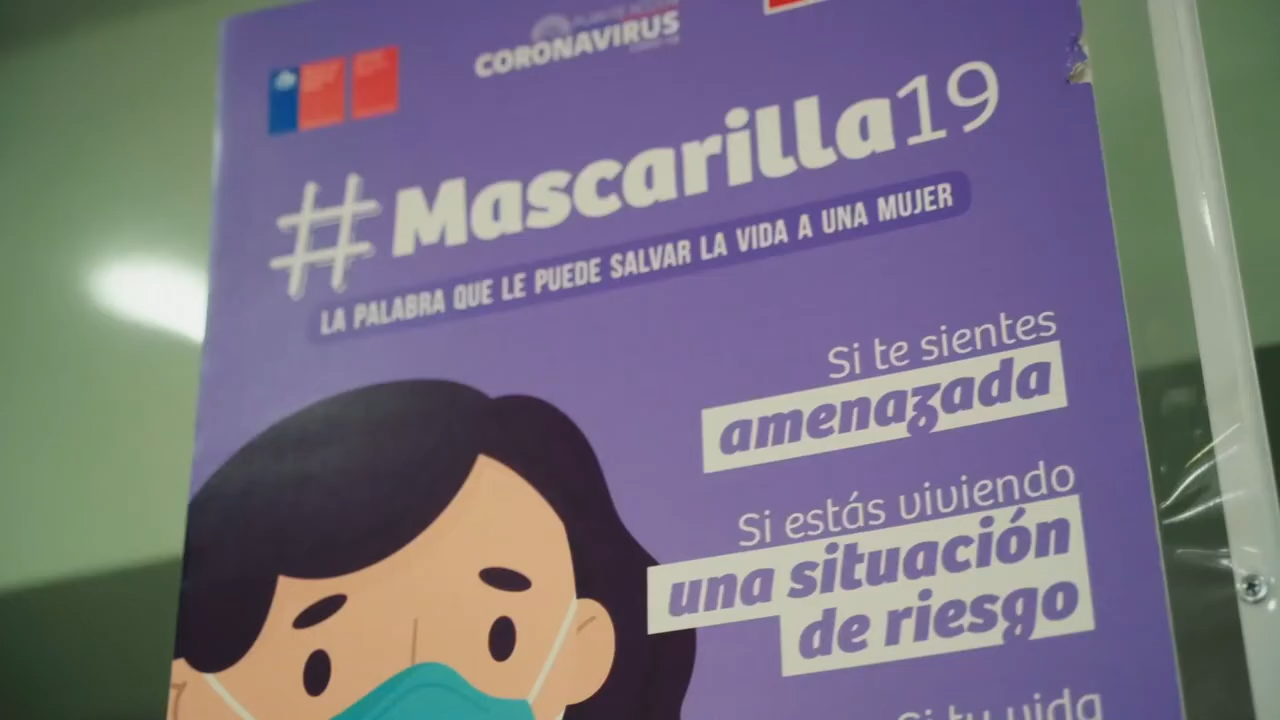 CORONAVIRUS
#Mascarilla19
LA PALABRA QUE LE PUEDE SALVAR LA VIDA A UNA MUJER
Si te sientes
amenazada
Si estás viviendo
una situación
de riesgo
Si tu vida